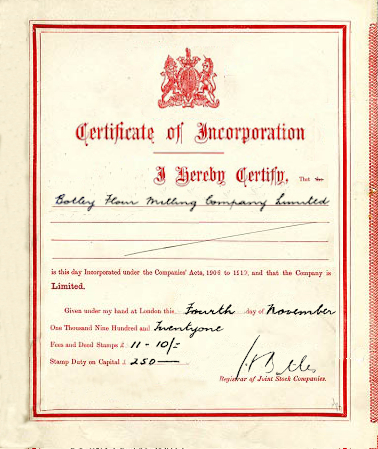 Certificate of Incorporation
I Hereby Certify, That the
Botley Flour Milling Company Limited
is this day Incorporated under the Companies' Acts, 1908 to 1917, and that the Company is
Limited.
Given under my hand at London this Fourth day of November
One Thousand Nine Hundred and Twentyone
Fees and Deed Stamps £ 11-10/-
Stamp Duty on Capital £ 250
Registrar of Joint Stock Companies.